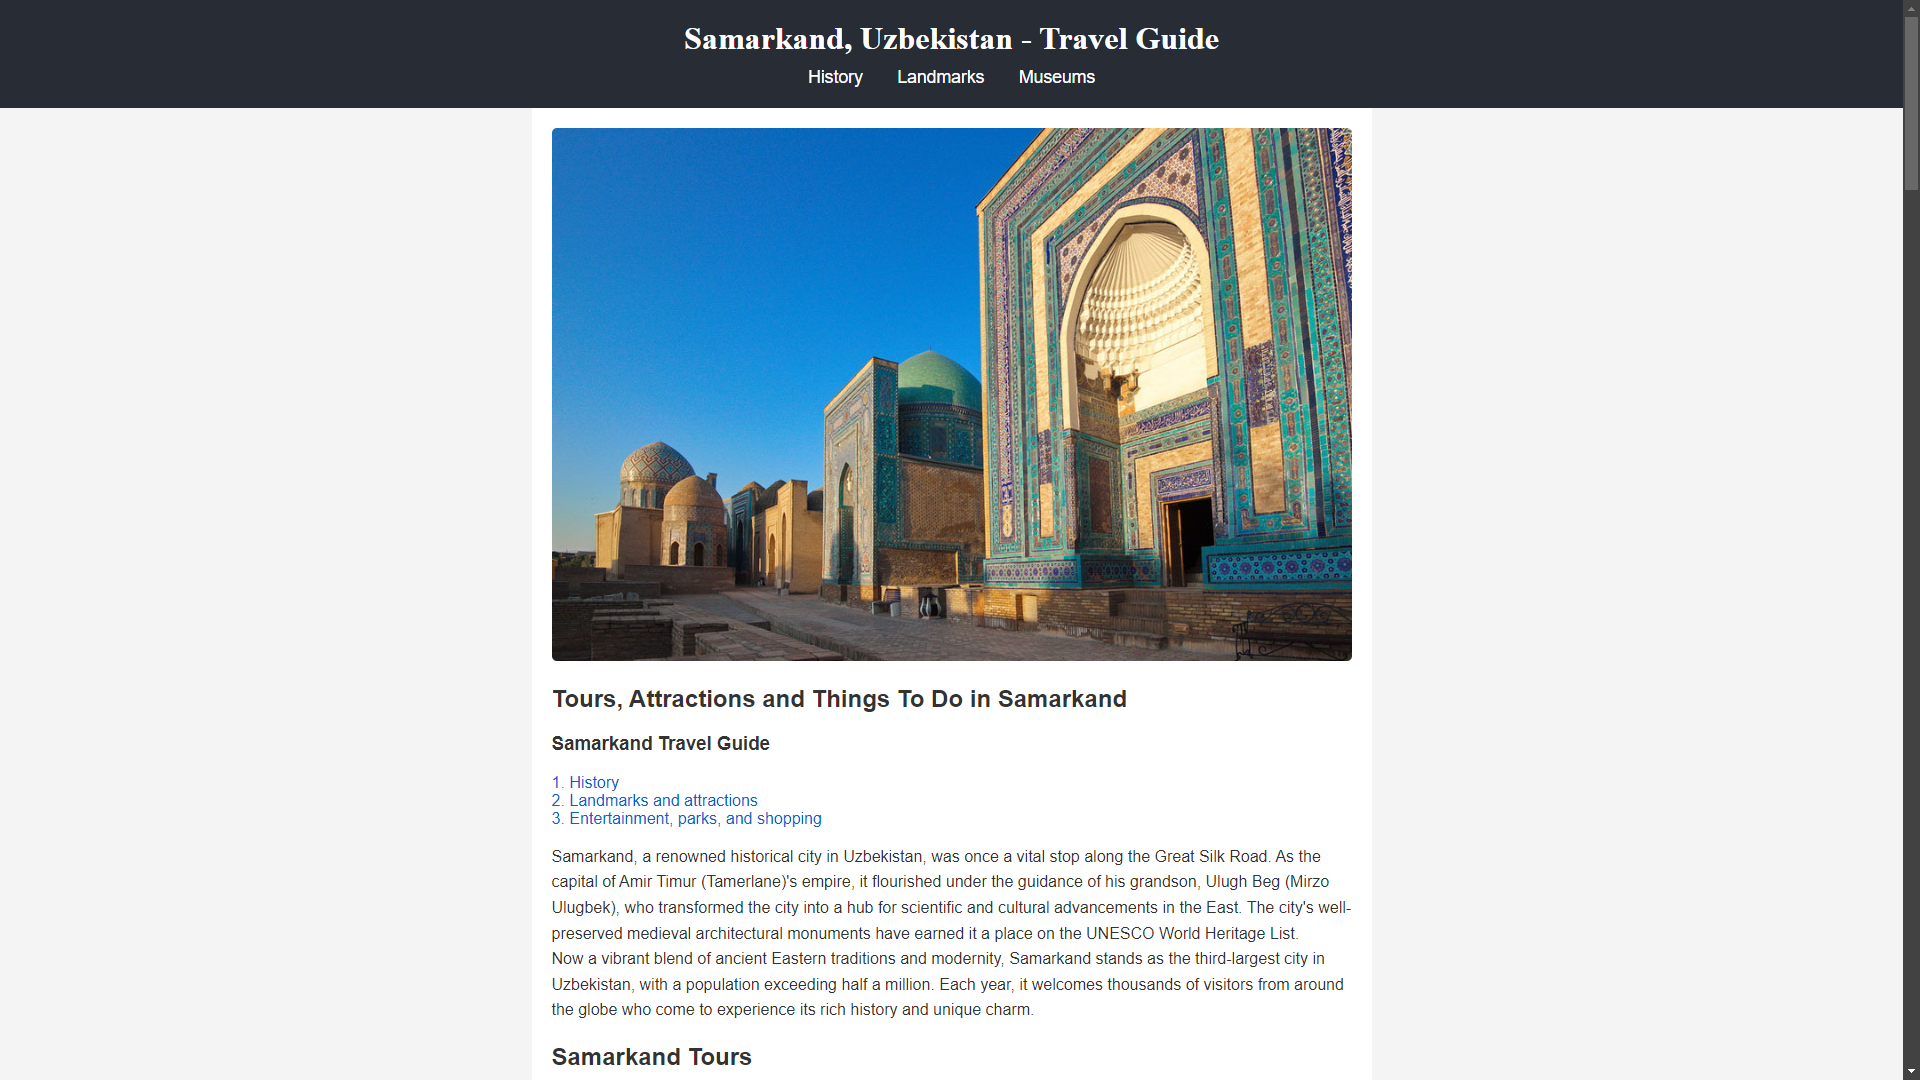 Samarkand, Uzbekistan - Travel Guide
History Landmarks Museums
Tours, Attractions and Things To Do in Samarkand
Samarkand Travel Guide
1. History
2. Landmarks and attractions
3. Entertainment, parks, and shopping
Samarkand, a renowned historical city in Uzbekistan, was once a vital stop along the Great Silk Road. As the
capital of Amir Timur (Tamerlane)'s empire, it flourished under the guidance of his grandson, Ulugh Beg (Mirzo
Ulugbek), who transformed the city into a hub for scientific and cultural advancements in the East. The city's well-
preserved medieval architectural monuments have earned it a place on the UNESCO World Heritage List.
Now a vibrant blend of ancient Eastern traditions and modernity, Samarkand stands as the third-largest city in
Uzbekistan, with a population exceeding half a million. Each year, it welcomes thousands of visitors from around
the globe who come to experience its rich history and unique charm.
Samarkand Tours